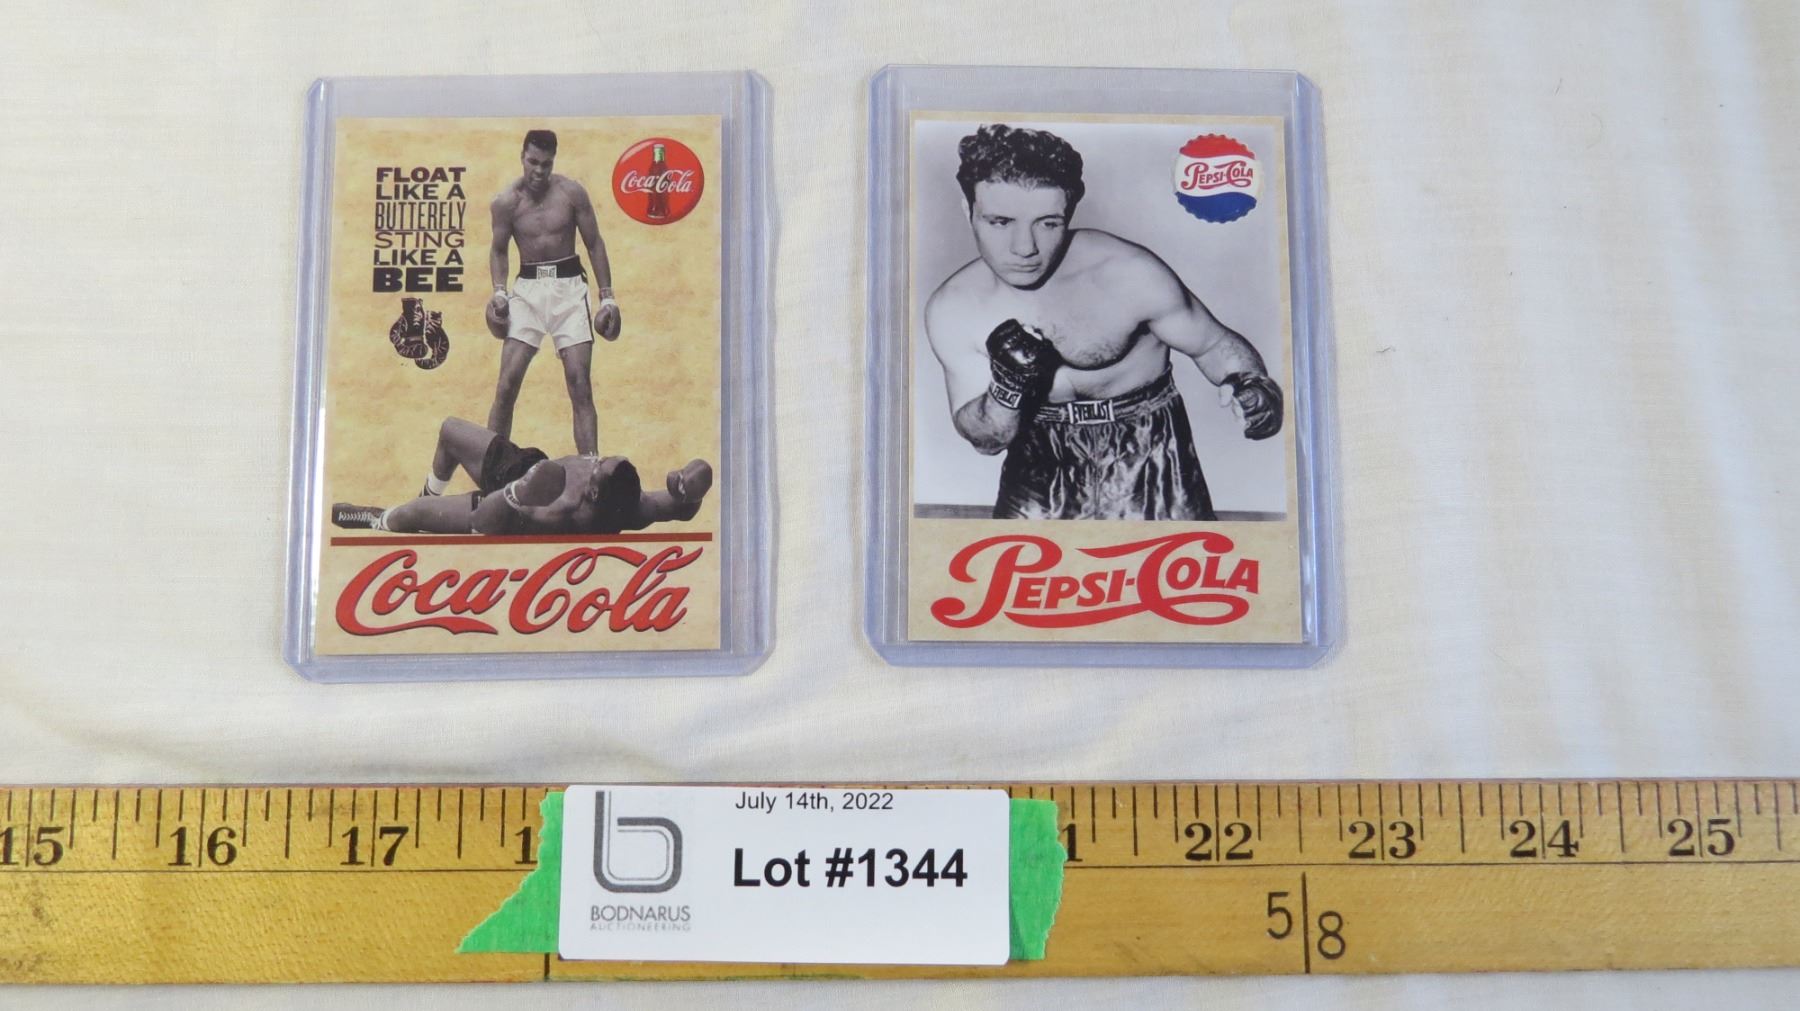 FLOAT
LIKE A
BUTTERFLY
STING
LIKE A
BEE
Coca-Cola
EVERLAST
Coca-Cola
PEPSI-COLA
EVERLAST
EVERLAST
PEPSI-COLA
15 16 17 1 1 22 23 24 25
5 8
July 14th, 2022
Lot #1344
b
BODNARUS
AUCTIONEERING